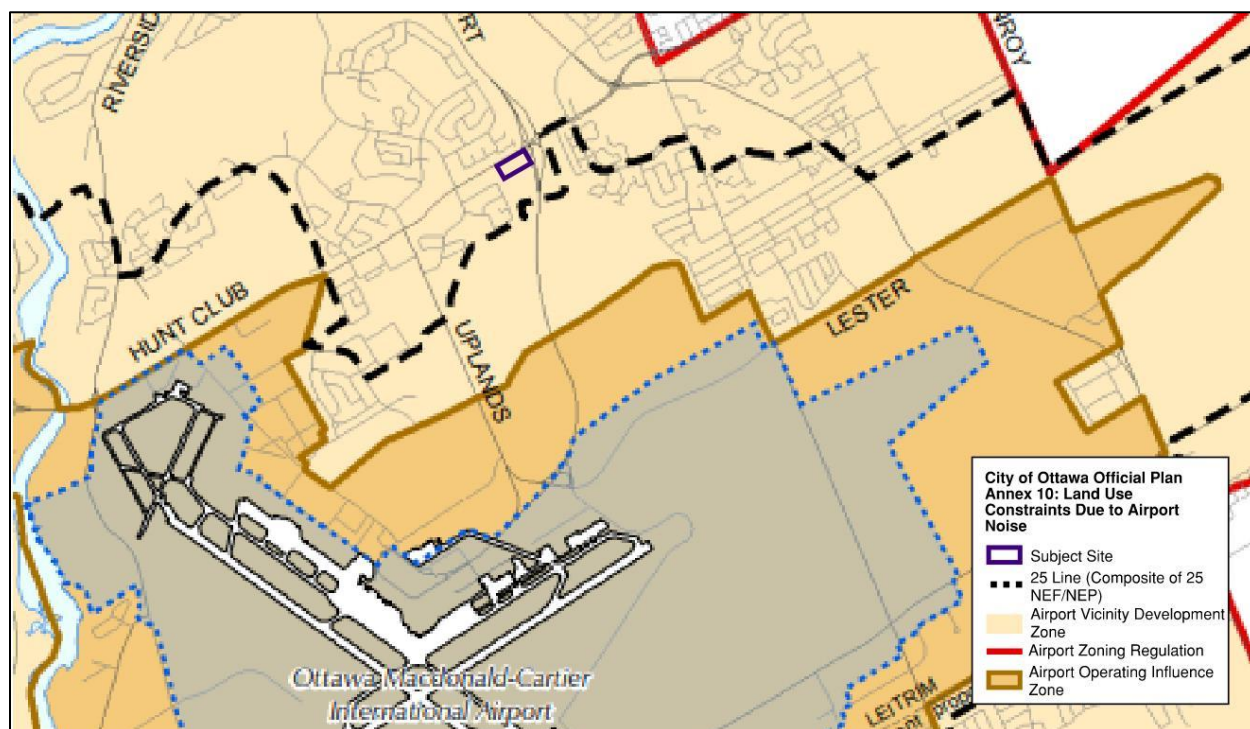 RIVERSID
RT
NROY
HUNT CLUB
UPLANDS
LESTER
Ottawa Macdonald-Cartier
International Airport
LEITRIM
City of Ottawa Official Plan
Annex 10: Land Use
Constraints Due to Airport
Noise
Subject Site
25 Line (Composite of 25
NEF/NEP)
Airport Vicinity Development
Zone
Airport Zoning Regulation
Airport Operating Influence
Zone